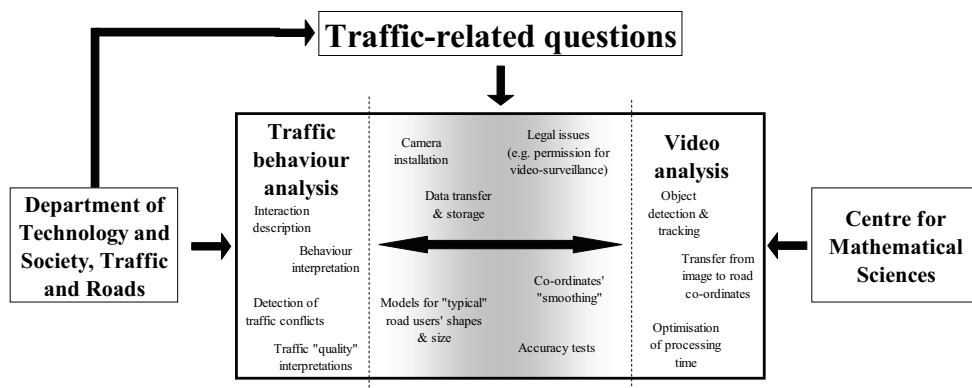 Traffic-related questions
Traffic
behaviour
analysis
Interaction
description
Behaviour
interpretation
Detection of
traffic conflicts
Traffic "quality"
interpretations
Camera
installation
Legal issues
(e.g. permission for
video-surveillance)
Data transfer
& storage
Co-ordinates'
"smoothing"
Models for "typical"
road users' shapes
& size
Accuracy tests
Video
analysis
Object
detection &
tracking
Transfer from
image to road
co-ordinates
Optimisation
of processing
time
Department of
Technology and
Society, Traffic
and Roads
Centre for
Mathematical
Sciences